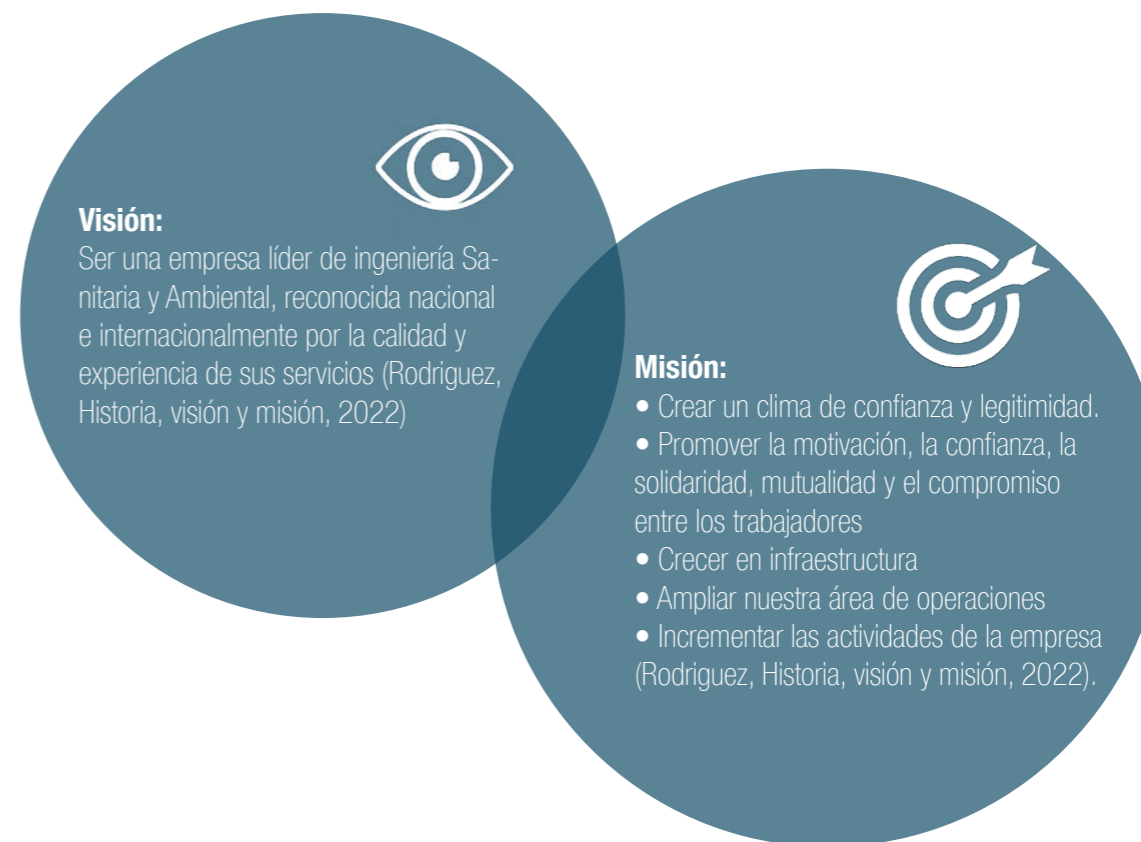 Visión:
Ser una empresa líder de ingeniería Sa-
nitaria y Ambiental, reconocida nacional
e internacionalmente por la calidad y
experiencia de sus servicios (Rodriguez,
Historia, visión y misión, 2022)
Misión:
• Crear un clima de confianza y legitimidad.
• Promover la motivación, la confianza, la
solidaridad, mutualidad y el compromiso
entre los trabajadores
• Crecer en infraestructura
• Ampliar nuestra área de operaciones
• Incrementar las actividades de la empresa
(Rodriguez, Historia, visión y misión, 2022).